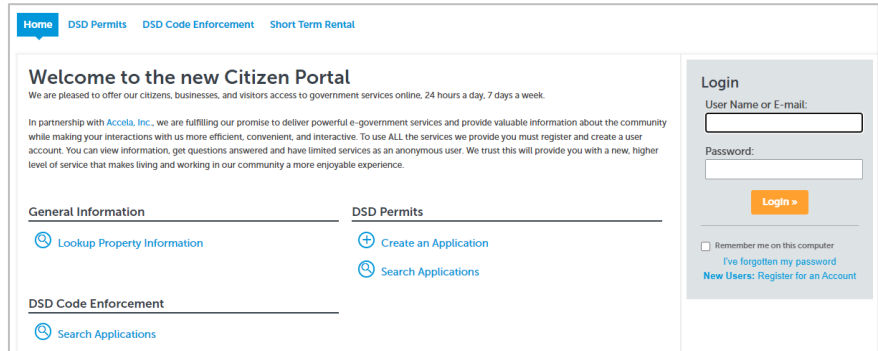 Home DSD Permits DSD Code Enforcement Short Term Rental
Welcome to the new Citizen Portal
We are pleased to offer our citizens, businesses, and visitors access to government services online, 24 hours a day, 7 days a week.
In partnership with Accela, Inc., we are fulfilling our promise to deliver powerful e-government services and provide valuable information about the community
while making your interactions with us more efficient, convenient, and interactive. To use ALL the services we provide you must register and create a user
account. You can view information, get questions answered and have limited services as an anonymous user. We trust this will provide you with a new, higher
level of service that makes living and working in our community a more enjoyable experience.
General Information
Lookup Property Information
DSD Code Enforcement
Search Applications
DSD Permits
Create an Application
Search Applications
Login
User Name or E-mail:
Password:
Login »
Remember me on this computer
I've forgotten my password
New Users: Register for an Account